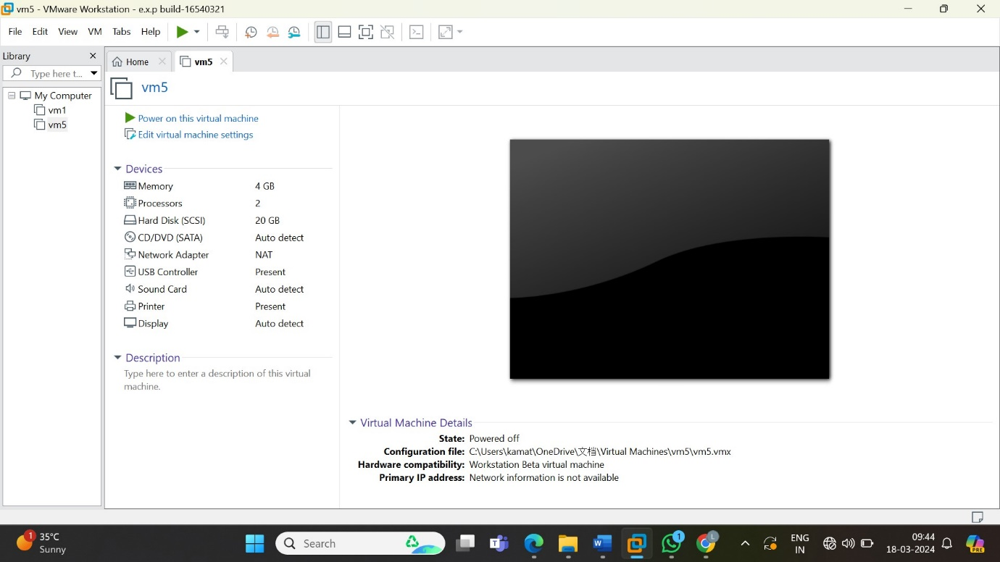 vm5 - VMware Workstation - e.x.p build-16540321
File Edit View VM Tabs Help
Library
Type here t...
Home
vm5
My Computer
vm1
vm5
vm5
Power on this virtual machine
Edit virtual machine settings
Devices
Memory 4 GB
Processors 2
Hard Disk (SCSI) 20 GB
CD/DVD (SATA) Auto detect
Network Adapter NAT
USB Controller Present
Sound Card Auto detect
Printer Present
Display Auto detect
Description
Type here to enter a description of this virtual
machine.
Virtual Machine Details
State: Powered off
Configuration file: C:\Users\kamat\OneDrive\文档\Virtual Machines\vm5\vm5.vmx
Hardware compatibility: Workstation Beta virtual machine
Primary IP address: Network information is not available
1
35°C
Sunny
Search
T
W
1
L
ENG
IN
09:44
18-03-2024
PRE